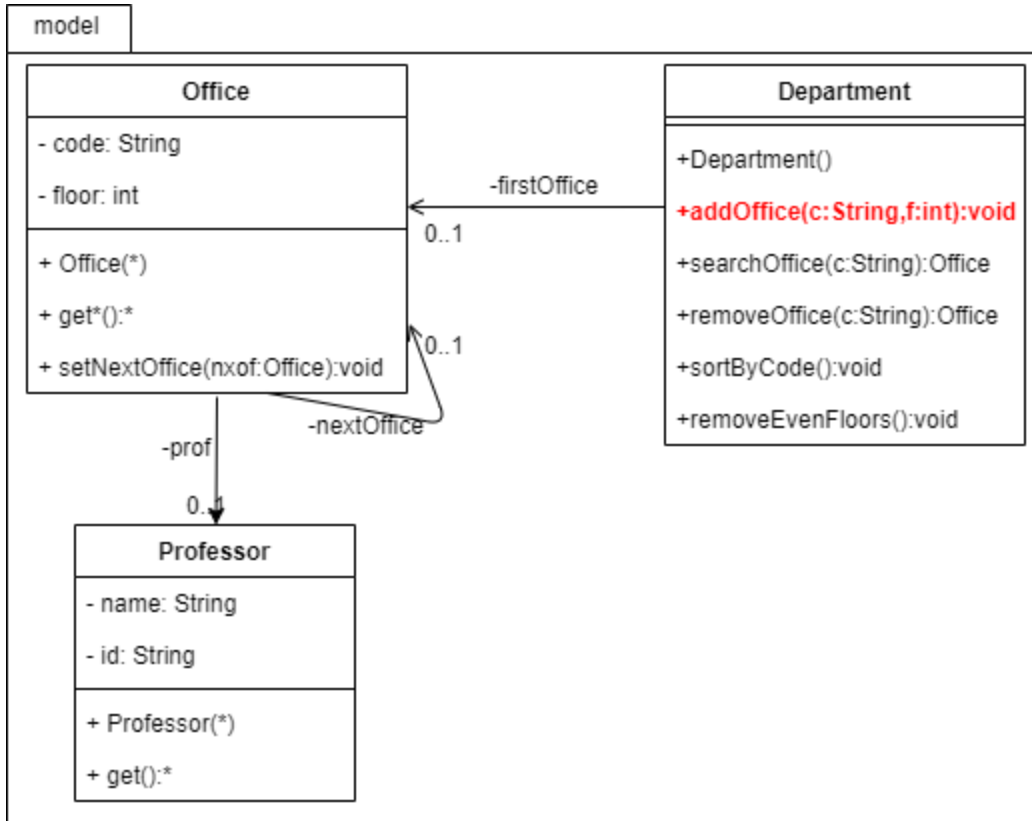 model
Office
- code: String
- floor: int
+ Office(*)
+ get*():*
+ setNextOffice(nxof:Office):void
-firstOffice
0..1
0..1
-nextOffice
Department
+Department()
+addOffice(c:String,f:int):void
+searchOffice(c:String):Office
+removeOffice(c:String):Office
+sortByCode():void
+removeEvenFloors():void
-prof
0..1
Professor
- name: String
- id: String
+ Professor(*)
+ get():*